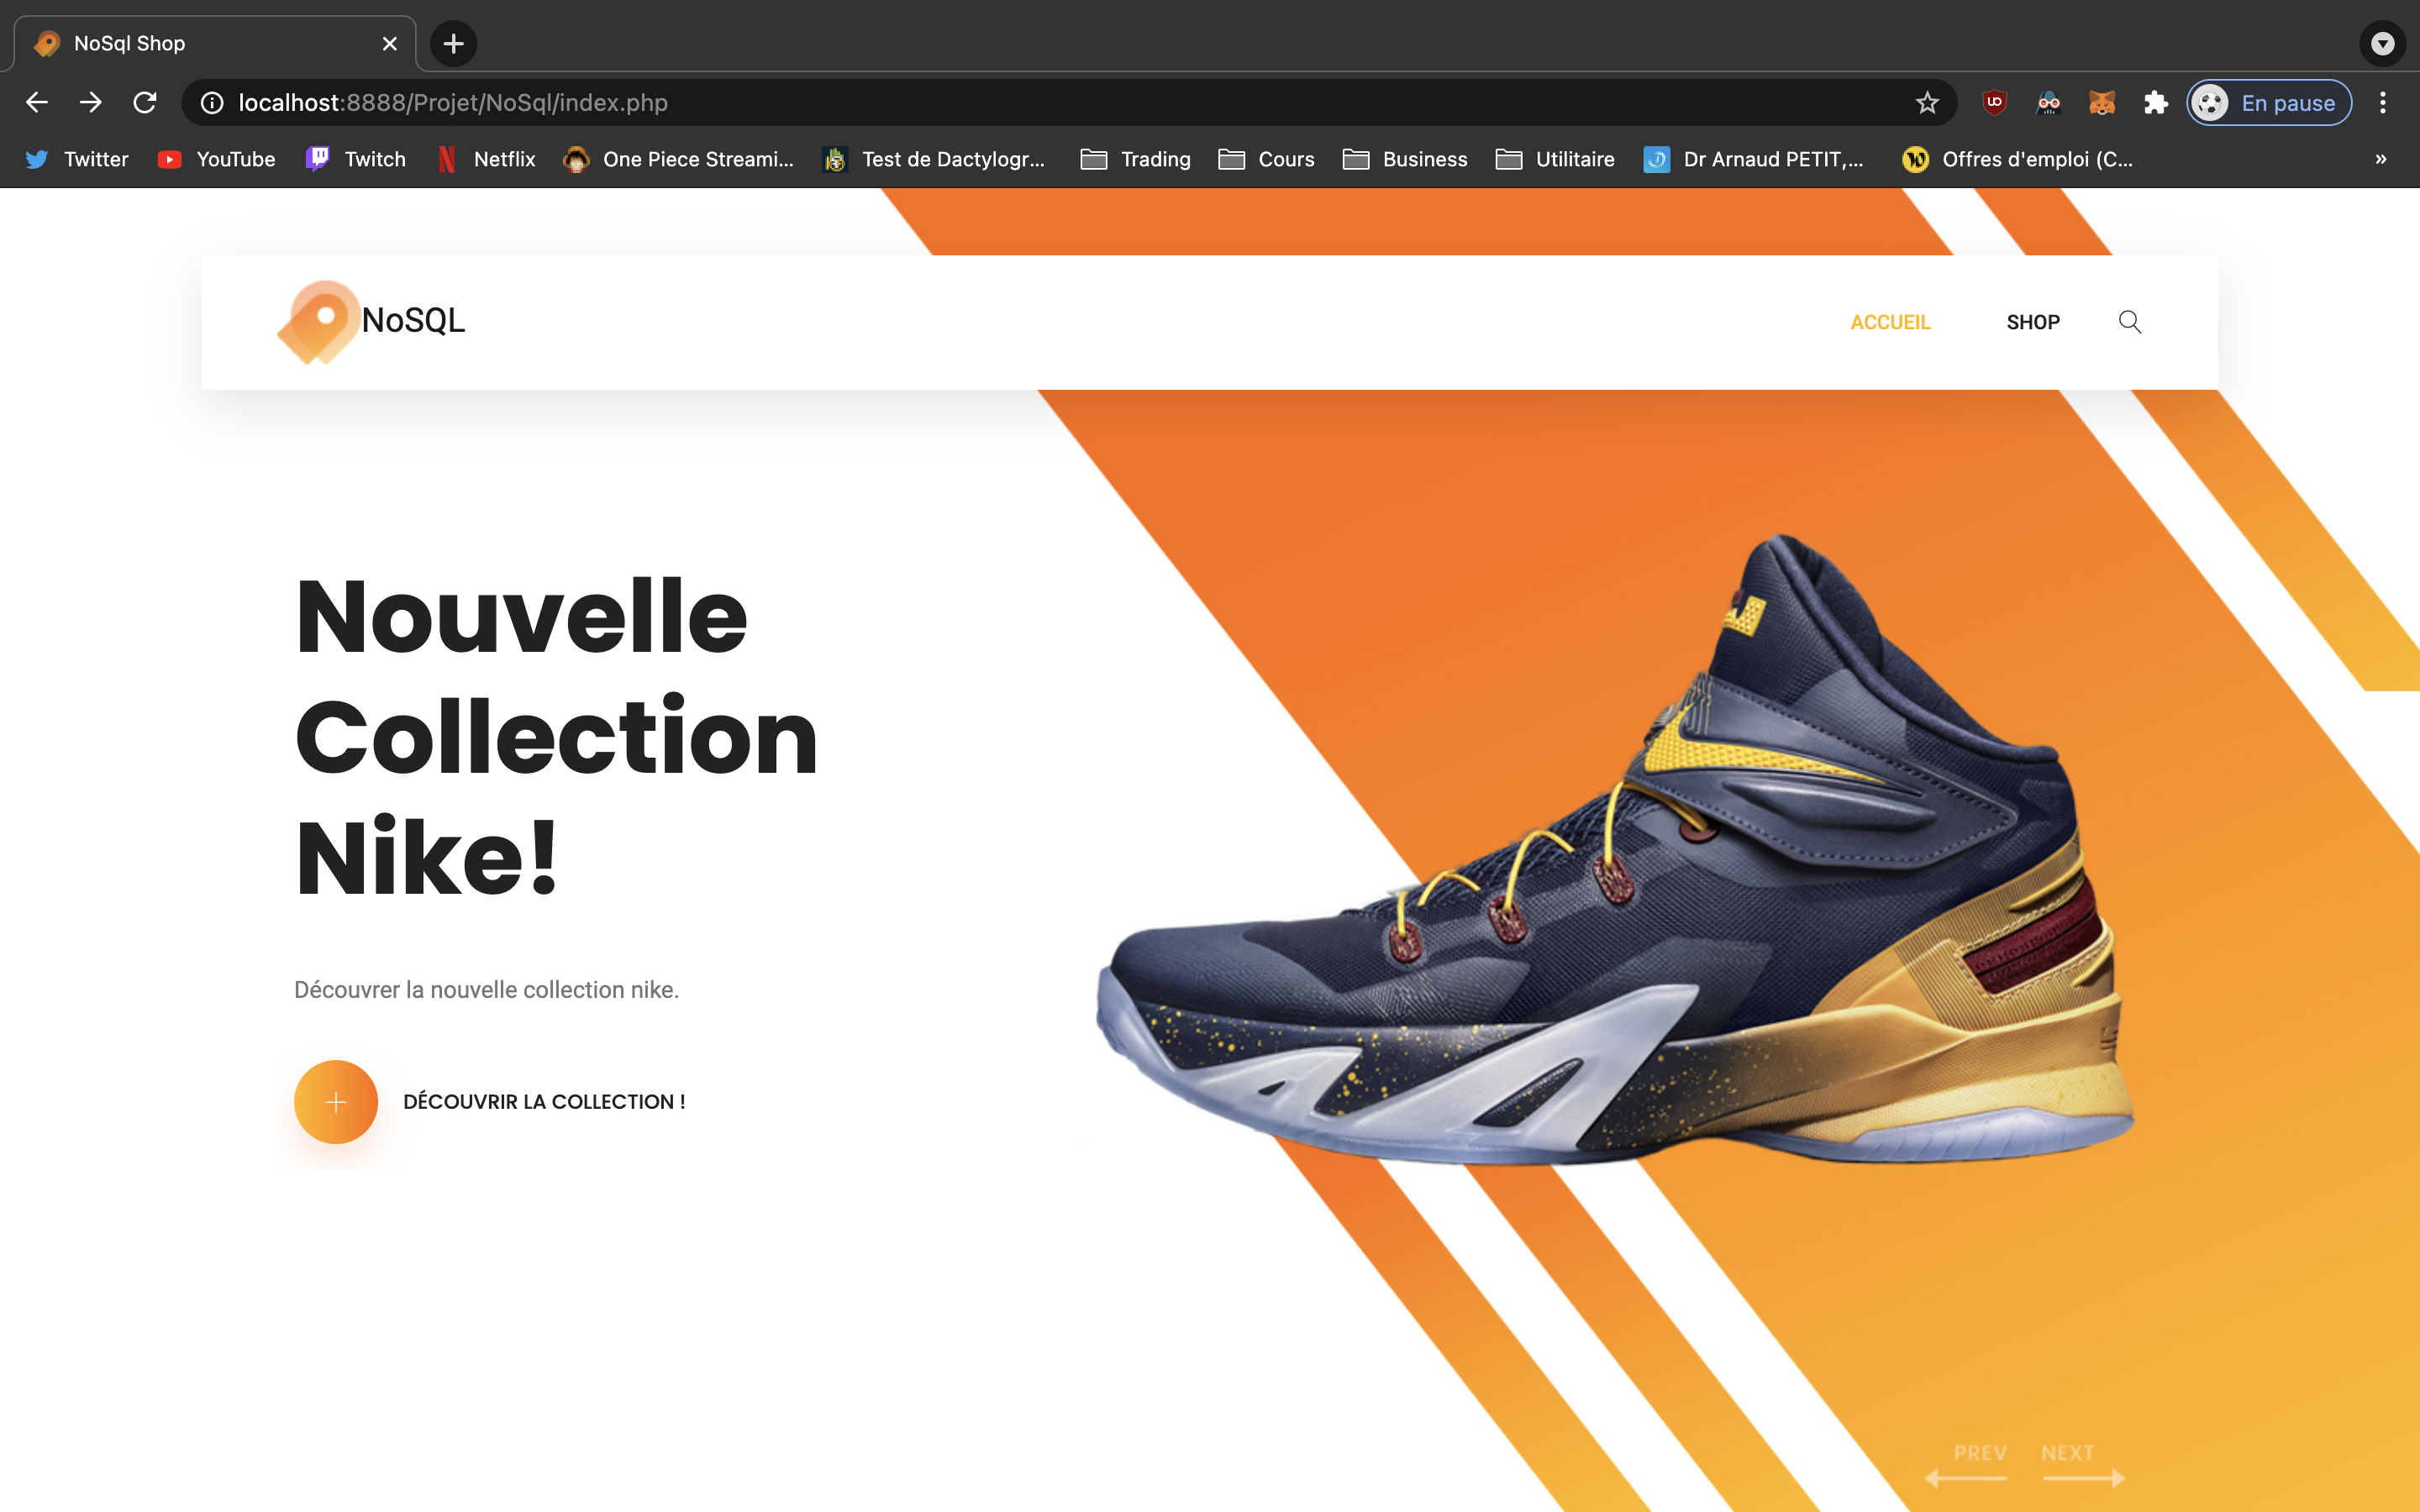 NoSql Shop
localhost:8888/Projet/NoSql/index.php
En pause
Twitter YouTube Twitch Netflix One Piece Streami... Test de Dactylogr... Trading Cours Business Utilitaire Dr Arnaud PETIT,... Offres d'emploi (C... »
NoSQL ACCUEIL SHOP
Nouvelle
Collection
Nike!
Découvrer la nouvelle collection nike.
DÉCOUVRIR LA COLLECTION !
PREV NEXT